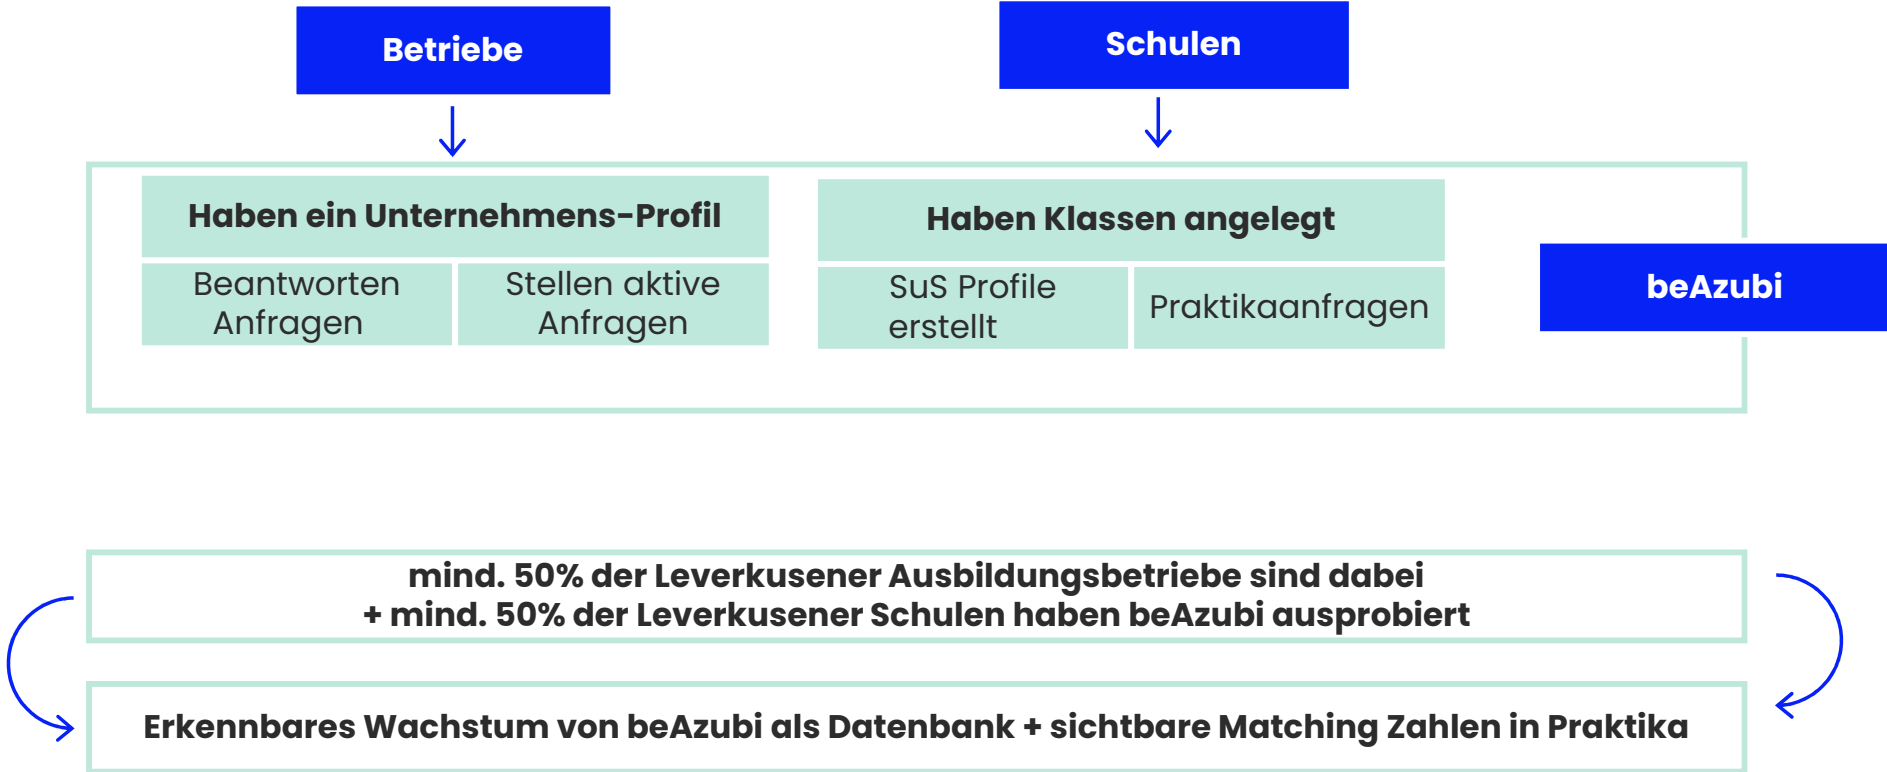 Betriebe
Schulen
Haben ein Unternehmens-Profil
Beantworten
Anfragen
Stellen aktive
Anfragen
Haben Klassen angelegt
SuS Profile
erstellt
Praktikaanfragen
beAzubi
mind. 50% der Leverkusener Ausbildungsbetriebe sind dabei
+ mind. 50% der Leverkusener Schulen haben beAzubi ausprobiert
Erkennbares Wachstum von beAzubi als Datenbank + sichtbare Matching Zahlen in Praktika